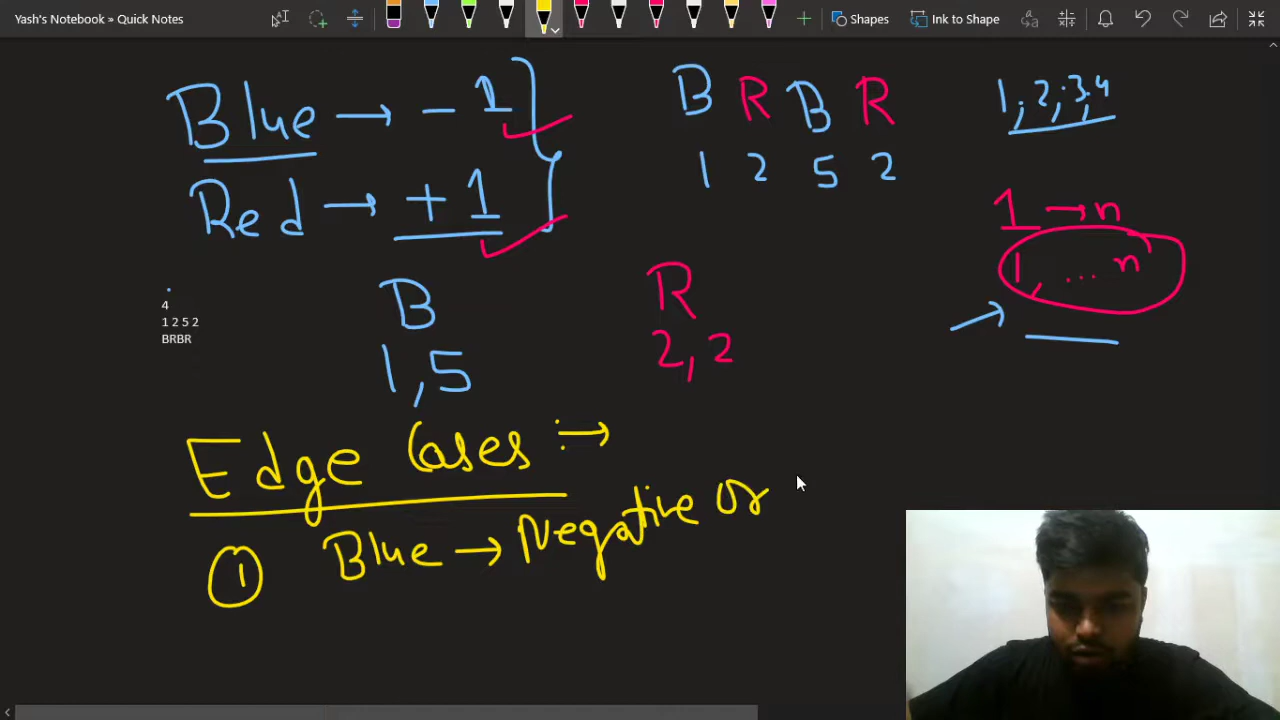 Yash's Notebook » Quick Notes
Shapes
Ink to Shape
Blue → - 1
Red → + 1
B R B R
1 2 5 2
1, 2, 3, 4
1 → n
1, ... n
4
1 2 5 2
BRBR
B
1, 5
R
2, 2
Edge Cases :→
① Blue → Negative or